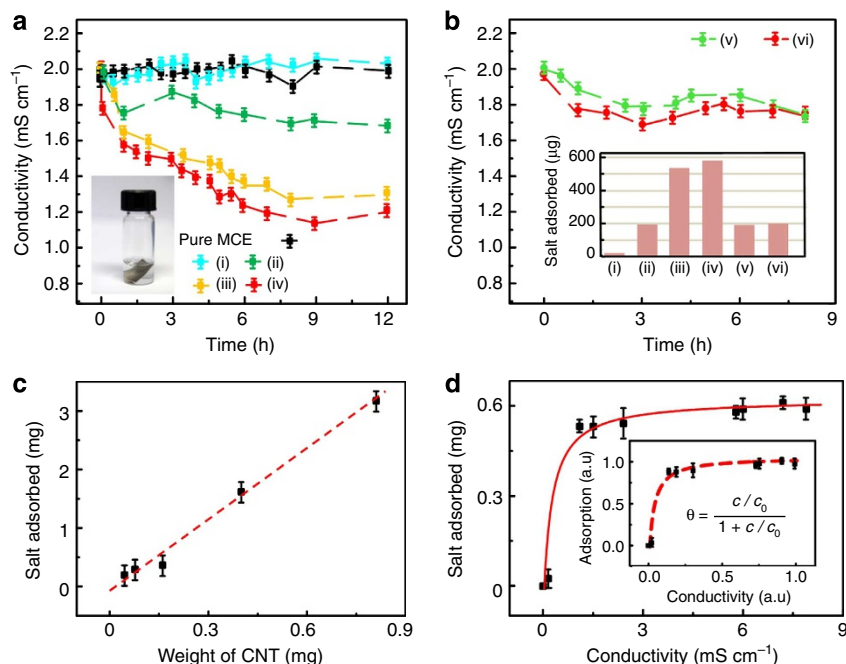 a
Conductivity (mS cm⁻¹)
2.2
2.0
1.8
1.6
1.4
1.2
1.0
0.8
Pure MCE
(i) (ii)
(iii) (iv)
0 3 6 9 12
Time (h)
b
Conductivity (mS cm⁻¹)
2.2
2.0
1.8
1.6
1.4
1.2
1.0
0.8
(v) (vi)
Salt adsorbed (µg)
600
400
200
0
(i) (ii) (iii) (iv) (v) (vi)
0 3 6 9
Time (h)
c
Salt adsorbed (mg)
3
2
1
0
0 0.3 0.6 0.9
Weight of CNT (mg)
d
Salt adsorbed (mg)
0.6
0.3
0
Adsorption (a.u)
1.0
0.5
0.0
θ = c / c₀
1 + c / c₀
0.0 0.5 1.0
Conductivity (a.u)
0 3 6 9
Conductivity (mS cm⁻¹)